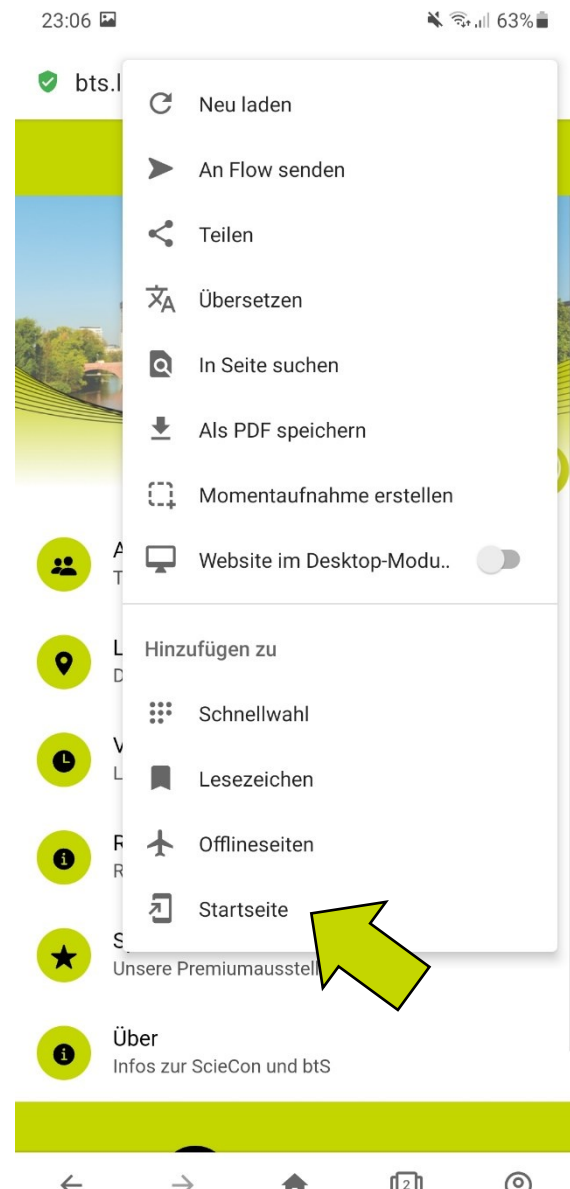 23:06 63%
bts.l
Neu laden
An Flow senden
Teilen
Übersetzen
In Seite suchen
Als PDF speichern
Momentaufnahme erstellen
Website im Desktop-Modu..
Hinzufügen zu
Schnellwahl
Lesezeichen
Offlineseiten
Startseite
Unsere Premiumausstell
Über
Infos zur ScieCon und btS
2